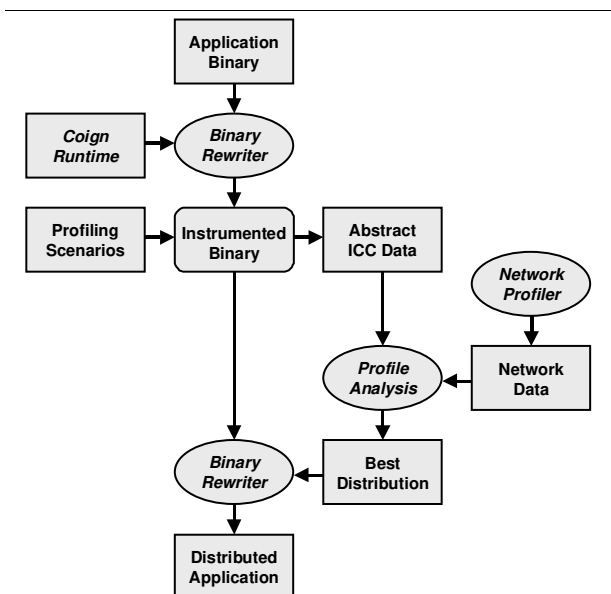 Application
Binary
Coign
Runtime
Binary
Rewriter
Profiling
Scenarios
Instrumented
Binary
Abstract
ICC Data
Network
Profiler
Profile
Analysis
Network
Data
Binary
Rewriter
Best
Distribution
Distributed
Application